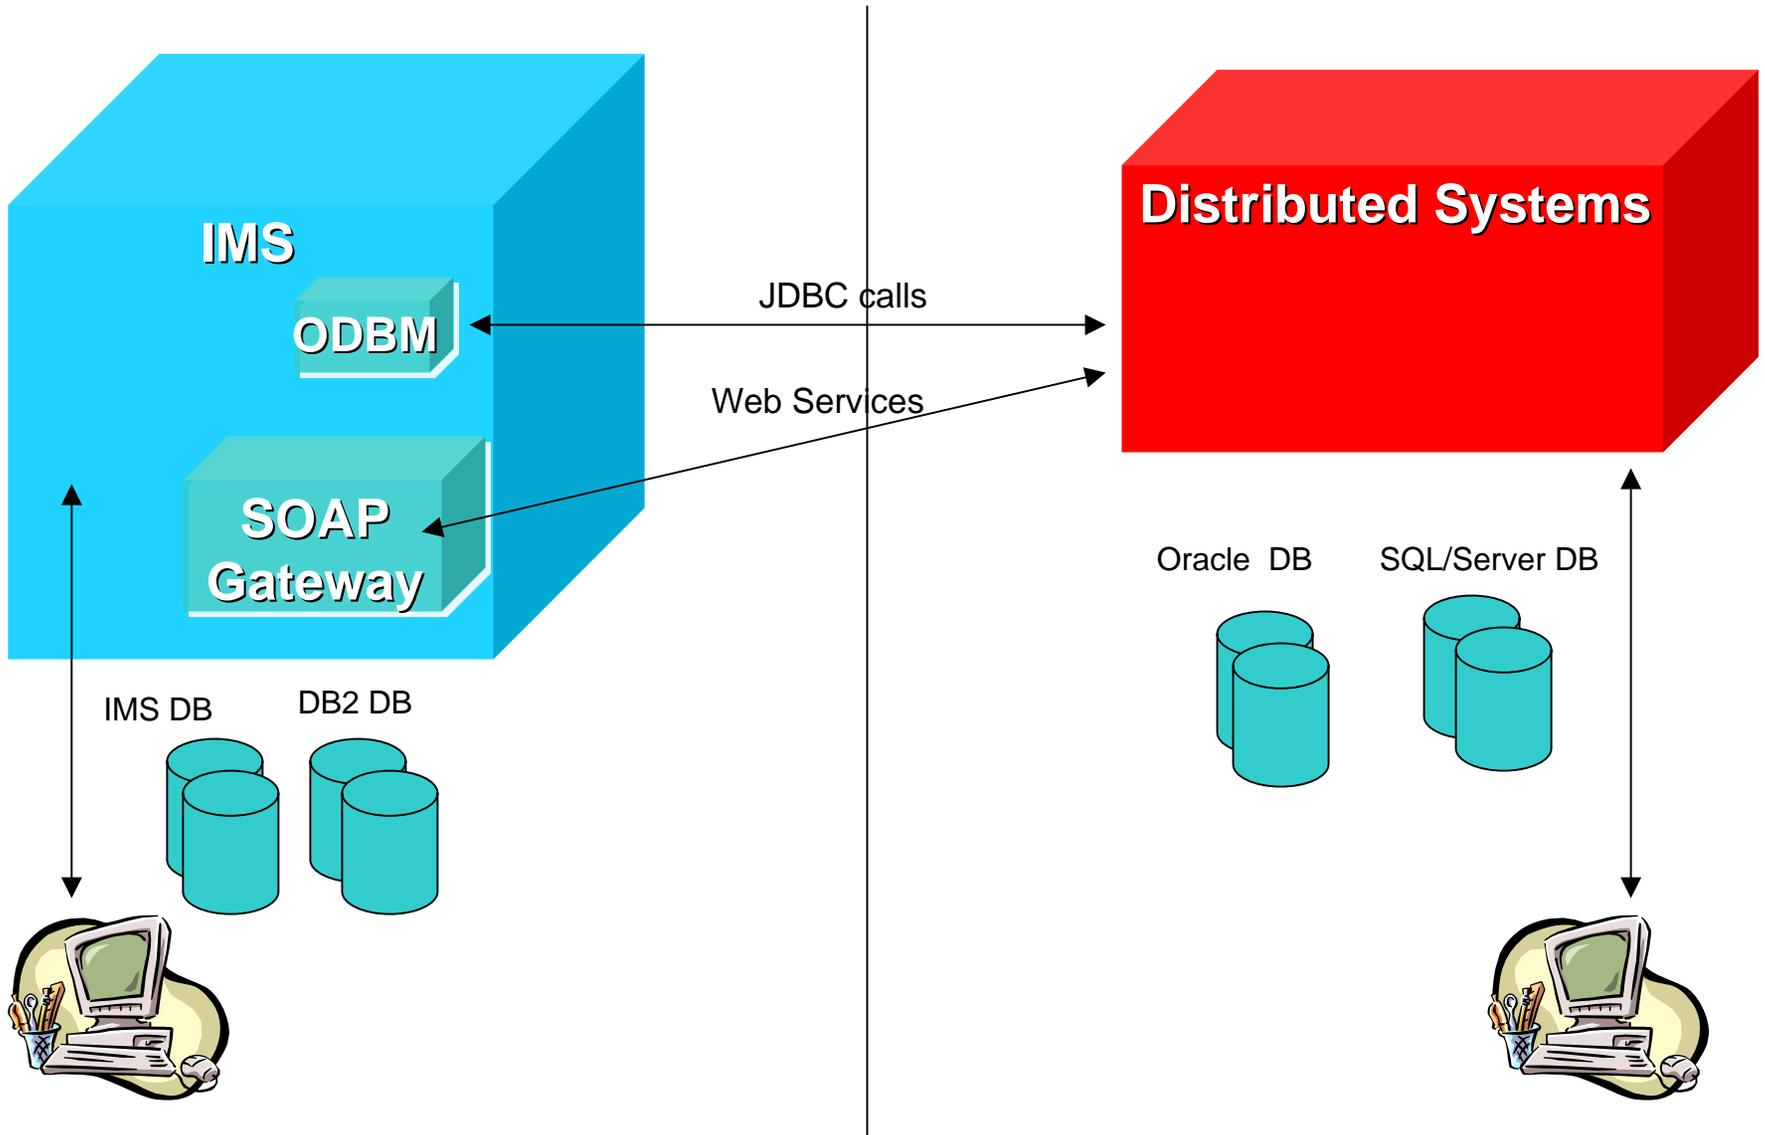 IMS
ODBM
SOAP
Gateway
IMS DB
DB2 DB
JDBC calls
Web Services
Distributed Systems
Oracle  DB
SQL/Server DB